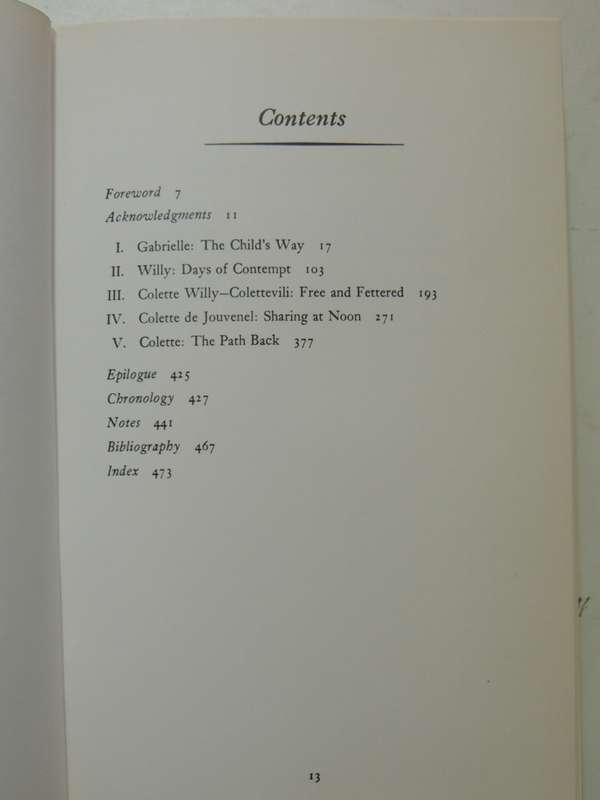 Contents
Foreword 7
Acknowledgments 11
I. Gabrielle: The Child's Way 17
II. Willy: Days of Contempt 103
III. Colette Willy—Colettevili: Free and Fettered 193
IV. Colette de Jouvenel: Sharing at Noon 271
V. Colette: The Path Back 377
Epilogue 425
Chronology 427
Notes 441
Bibliography 467
Index 473
13